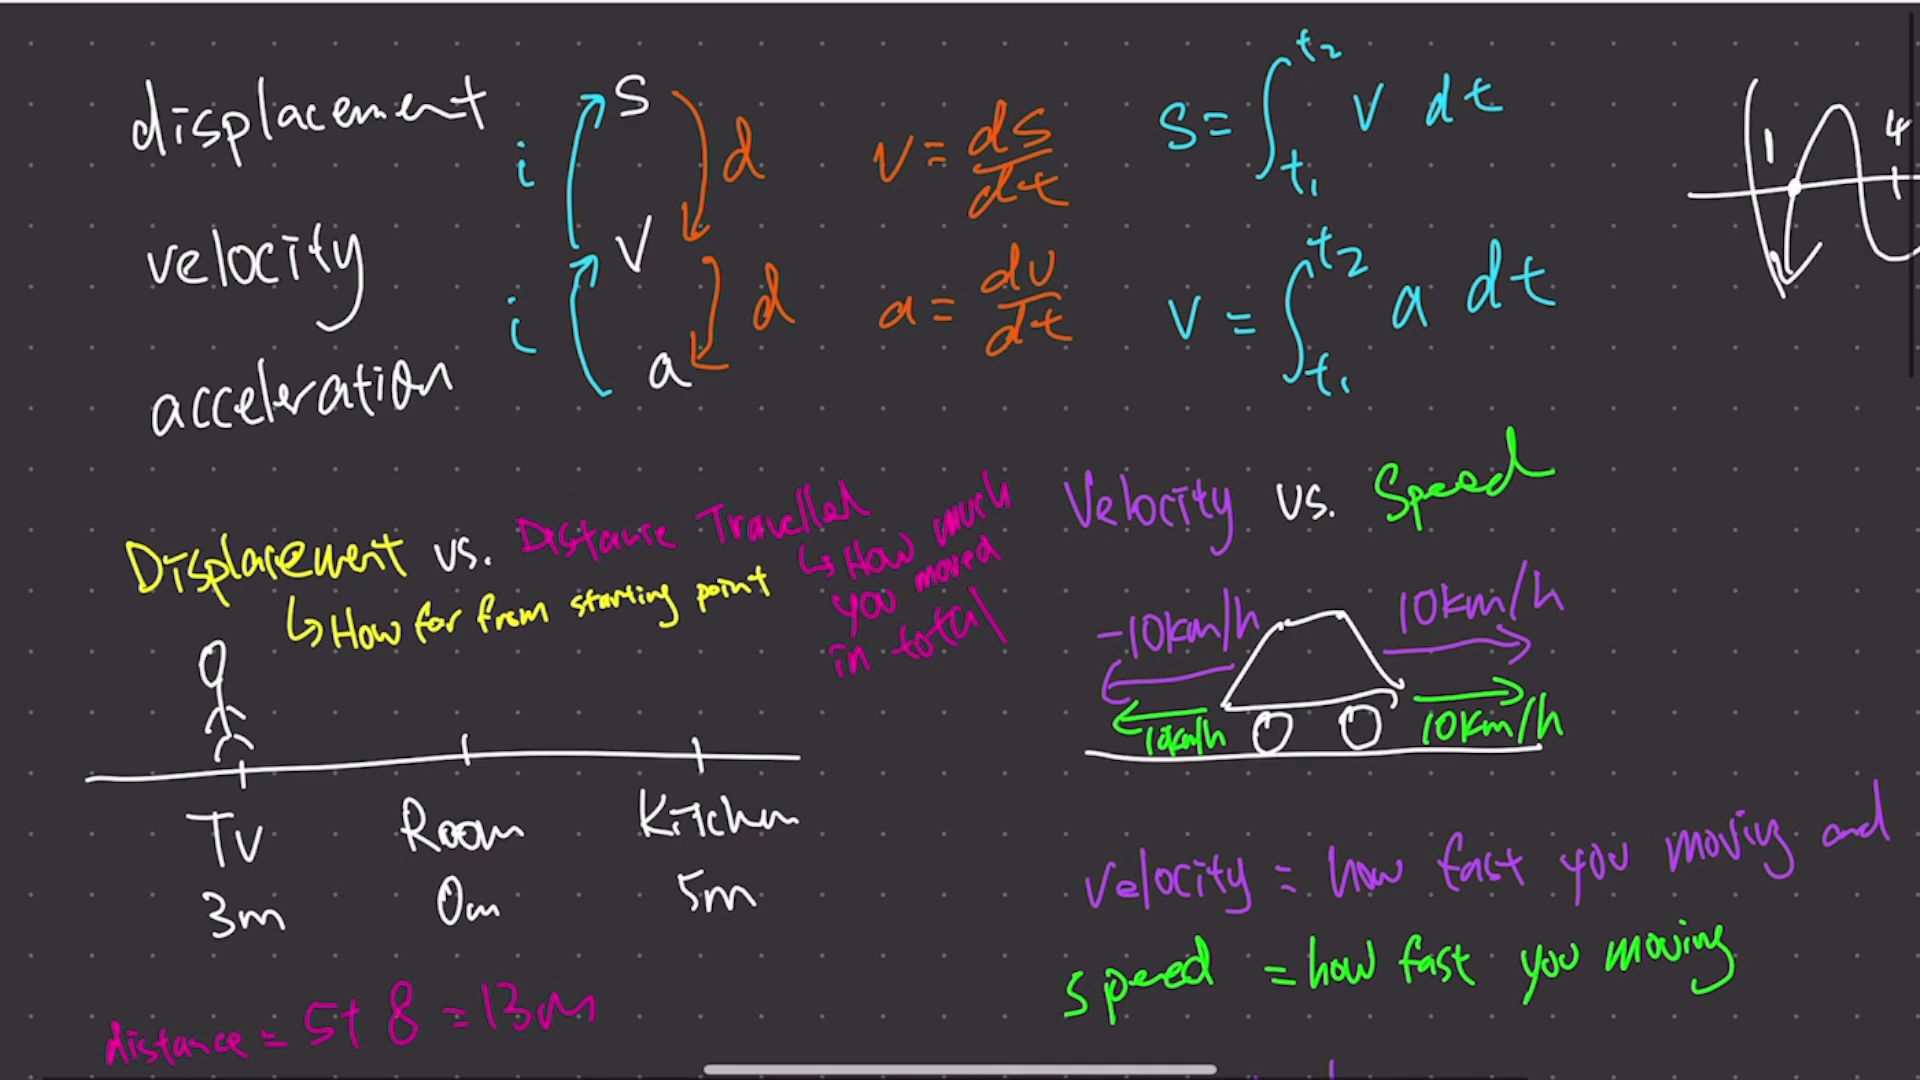 displacement
velocity
acceleration
i
i
S
V
a
d
d
v = ds/dt
a = dv/dt
S = ∫ t₁ t₂ v dt
V = ∫ t₁ t₂ a dt
1
4
Displacement vs. Distance Travelled
↳ How far from starting point
↳ How much
you moved
in total
TV
3m
Room
0m
Kitchen
5m
distance = 5+ 8 = 13m
Velocity vs. Speed
-10km/h
10km/h
10km/h
10km/h
velocity = how fast you moving and
speed = how fast you moving